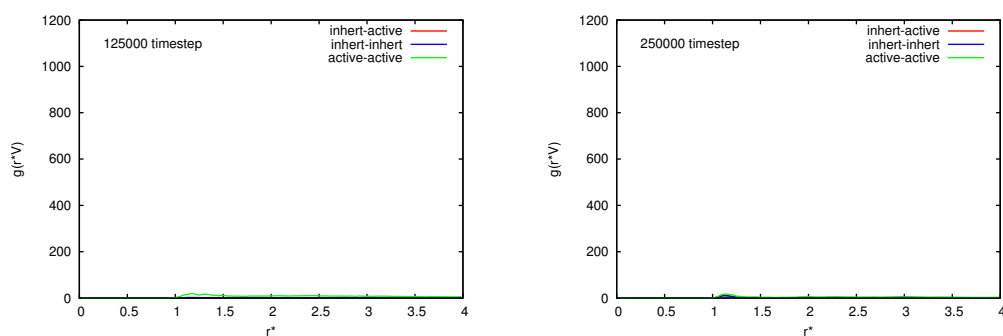 1200
1000
800
600
400
200
0
g(r*V)
125000 timestep
inhert-active
inhert-inhert
active-active
0 0.5 1 1.5 2 2.5 3 3.5 4
r*
1200
1000
800
600
400
200
0
g(r*V)
250000 timestep
inhert-active
inhert-inhert
active-active
0 0.5 1 1.5 2 2.5 3 3.5 4
r*